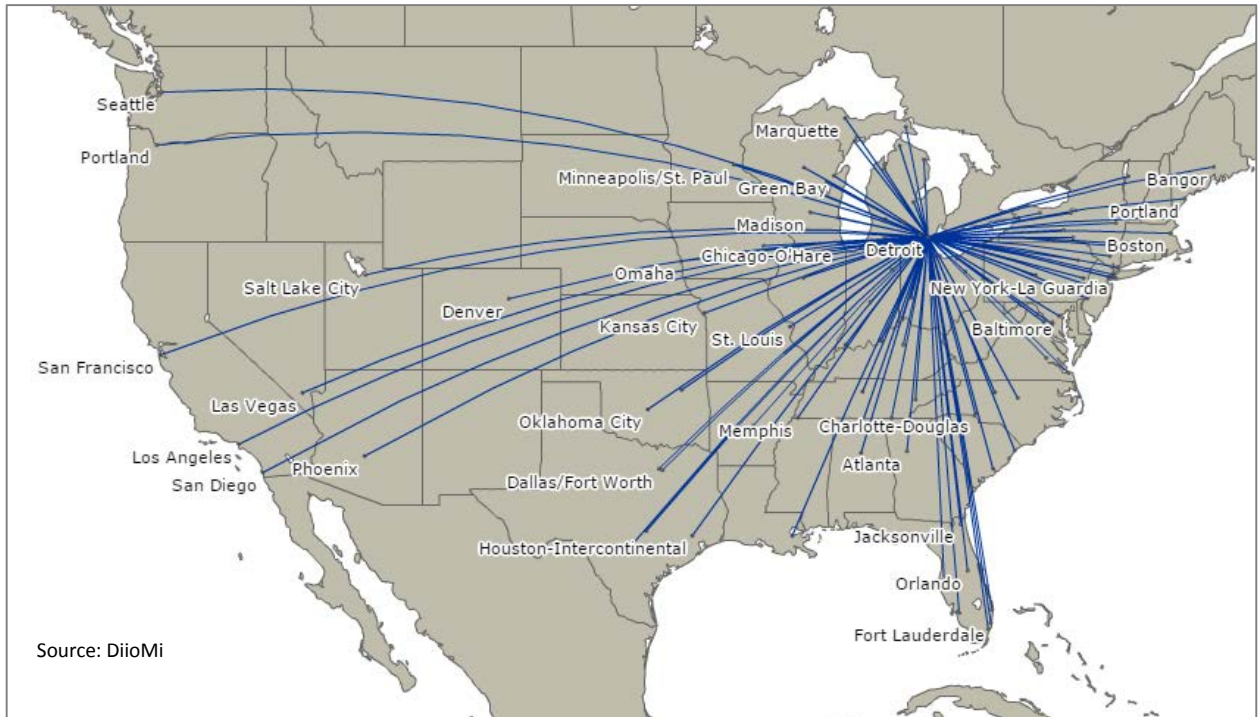 Seattle
Marquette
Portland
Minneapolis/St. Paul
Bangor
Green Bay
Portland
Madison
Boston
Detroit
Chicago-O'Hare
Omaha
Salt Lake City
New York-La Guardia
Denver
Kansas City
Baltimore
St. Louis
San Francisco
Las Vegas
Oklahoma City
Memphis
Charlotte-Douglas
Los Angeles
Phoenix
Atlanta
San Diego
Dallas/Fort Worth
Jacksonville
Houston-Intercontinental
Orlando
Fort Lauderdale
Source: DiioMi